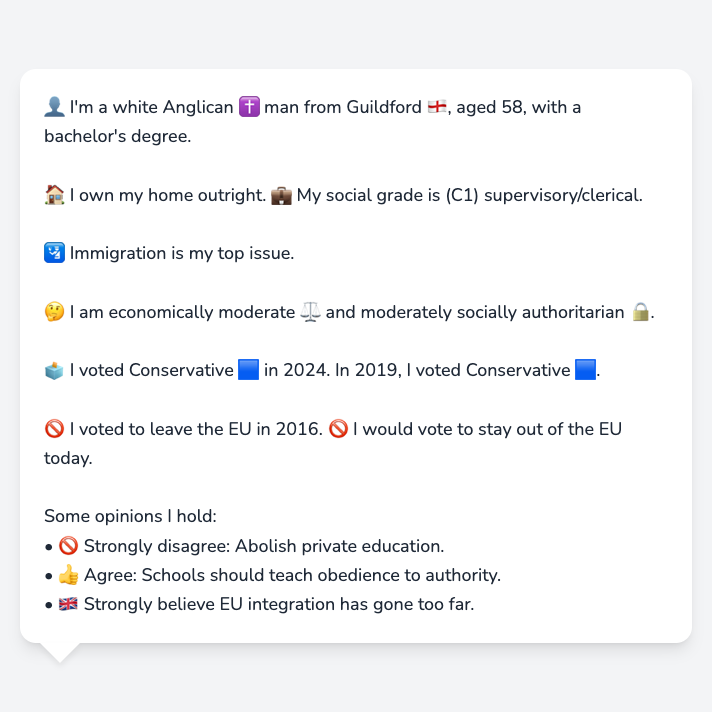 👤 I'm a white Anglican ✝️ man from Guildford 🏴󠁧󠁢󠁥󠁮󠁧󠁿, aged 58, with a
bachelor's degree.
🏠 I own my home outright. 💼 My social grade is (C1) supervisory/clerical.
🛂 Immigration is my top issue.
🤔 I am economically moderate ⚖️ and moderately socially authoritarian 🔒.
🗳️ I voted Conservative 🟦 in 2024. In 2019, I voted Conservative 🟦.
🚫 I voted to leave the EU in 2016. 🚫 I would vote to stay out of the EU
today.
Some opinions I hold:
• 🚫 Strongly disagree: Abolish private education.
• 👍 Agree: Schools should teach obedience to authority.
• 🇬🇧 Strongly believe EU integration has gone too far.